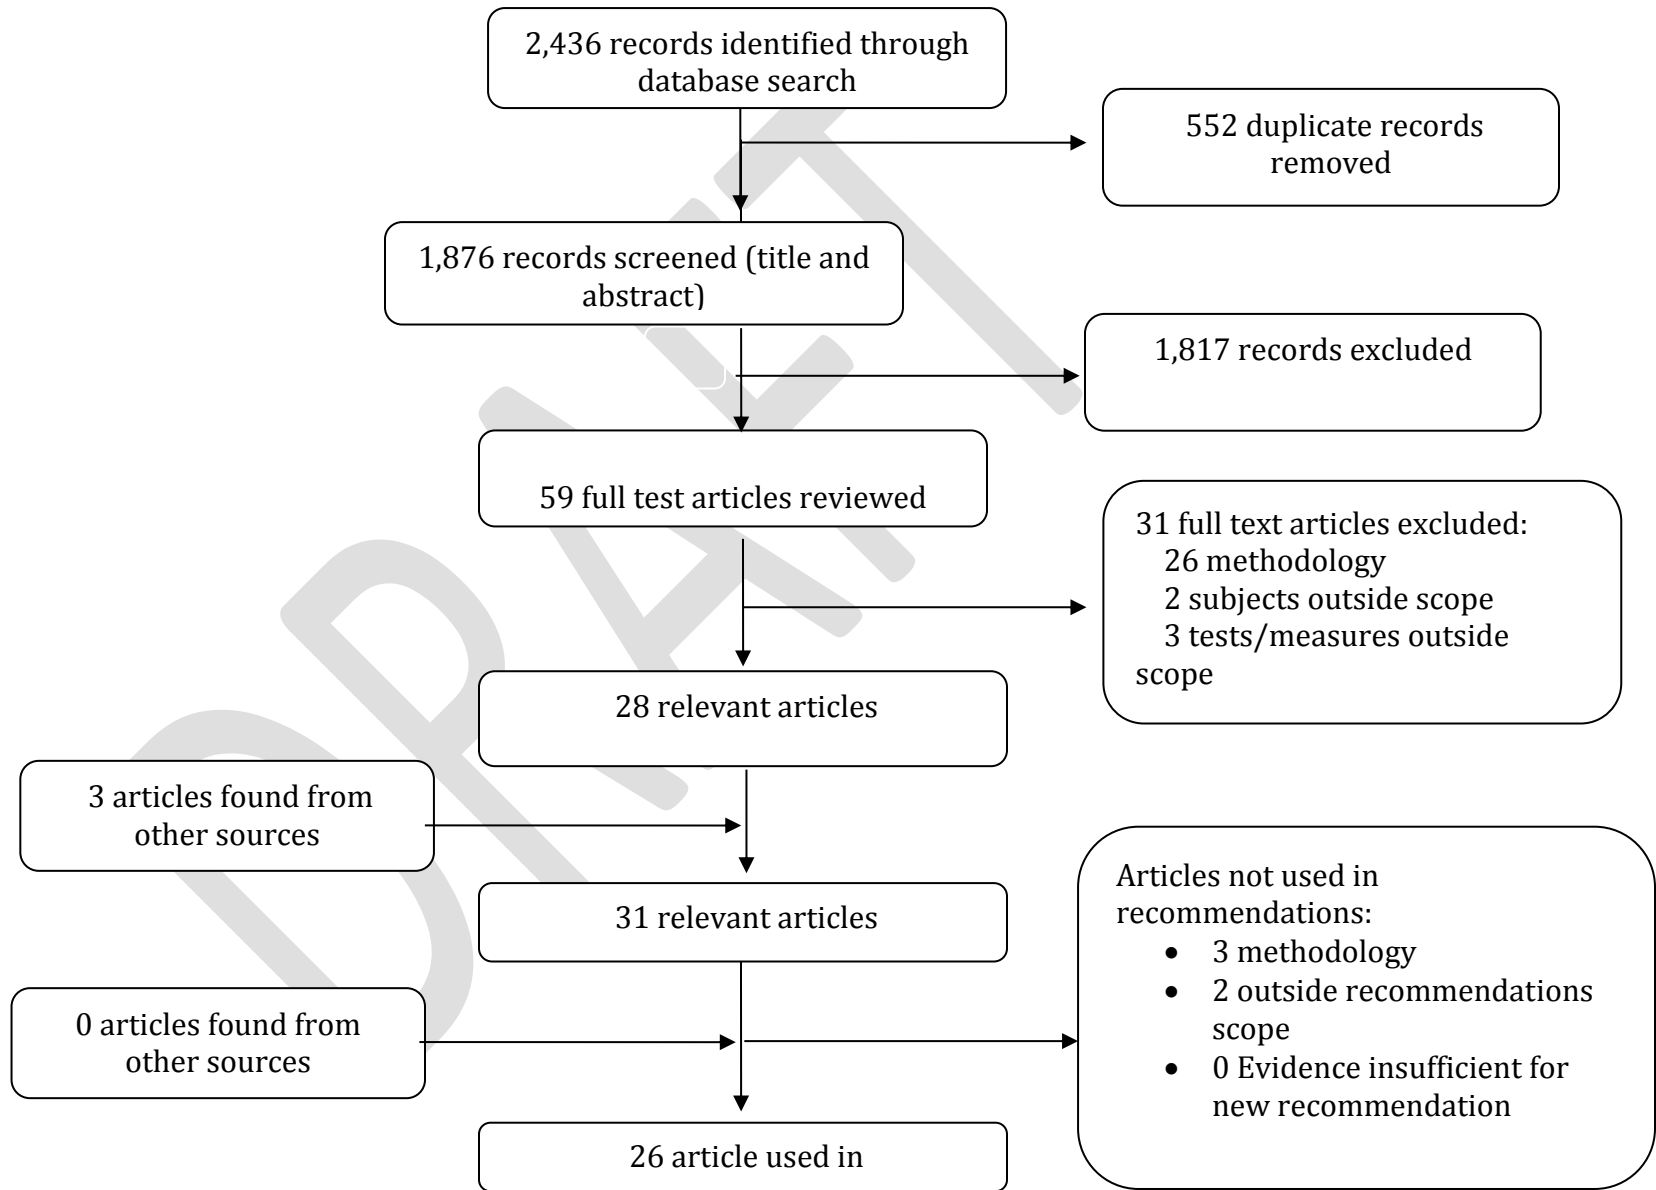 2,436 records identified through
database search
552 duplicate records
removed
1,876 records screened (title and
abstract)
1,817 records excluded
59 full test articles reviewed
31 full text articles excluded:
26 methodology
2 subjects outside scope
3 tests/measures outside
scope
28 relevant articles
3 articles found from
other sources
31 relevant articles
Articles not used in
recommendations:
• 3 methodology
• 2 outside recommendations
scope
• 0 Evidence insufficient for
new recommendation
0 articles found from
other sources
26 article used in
DRAFT